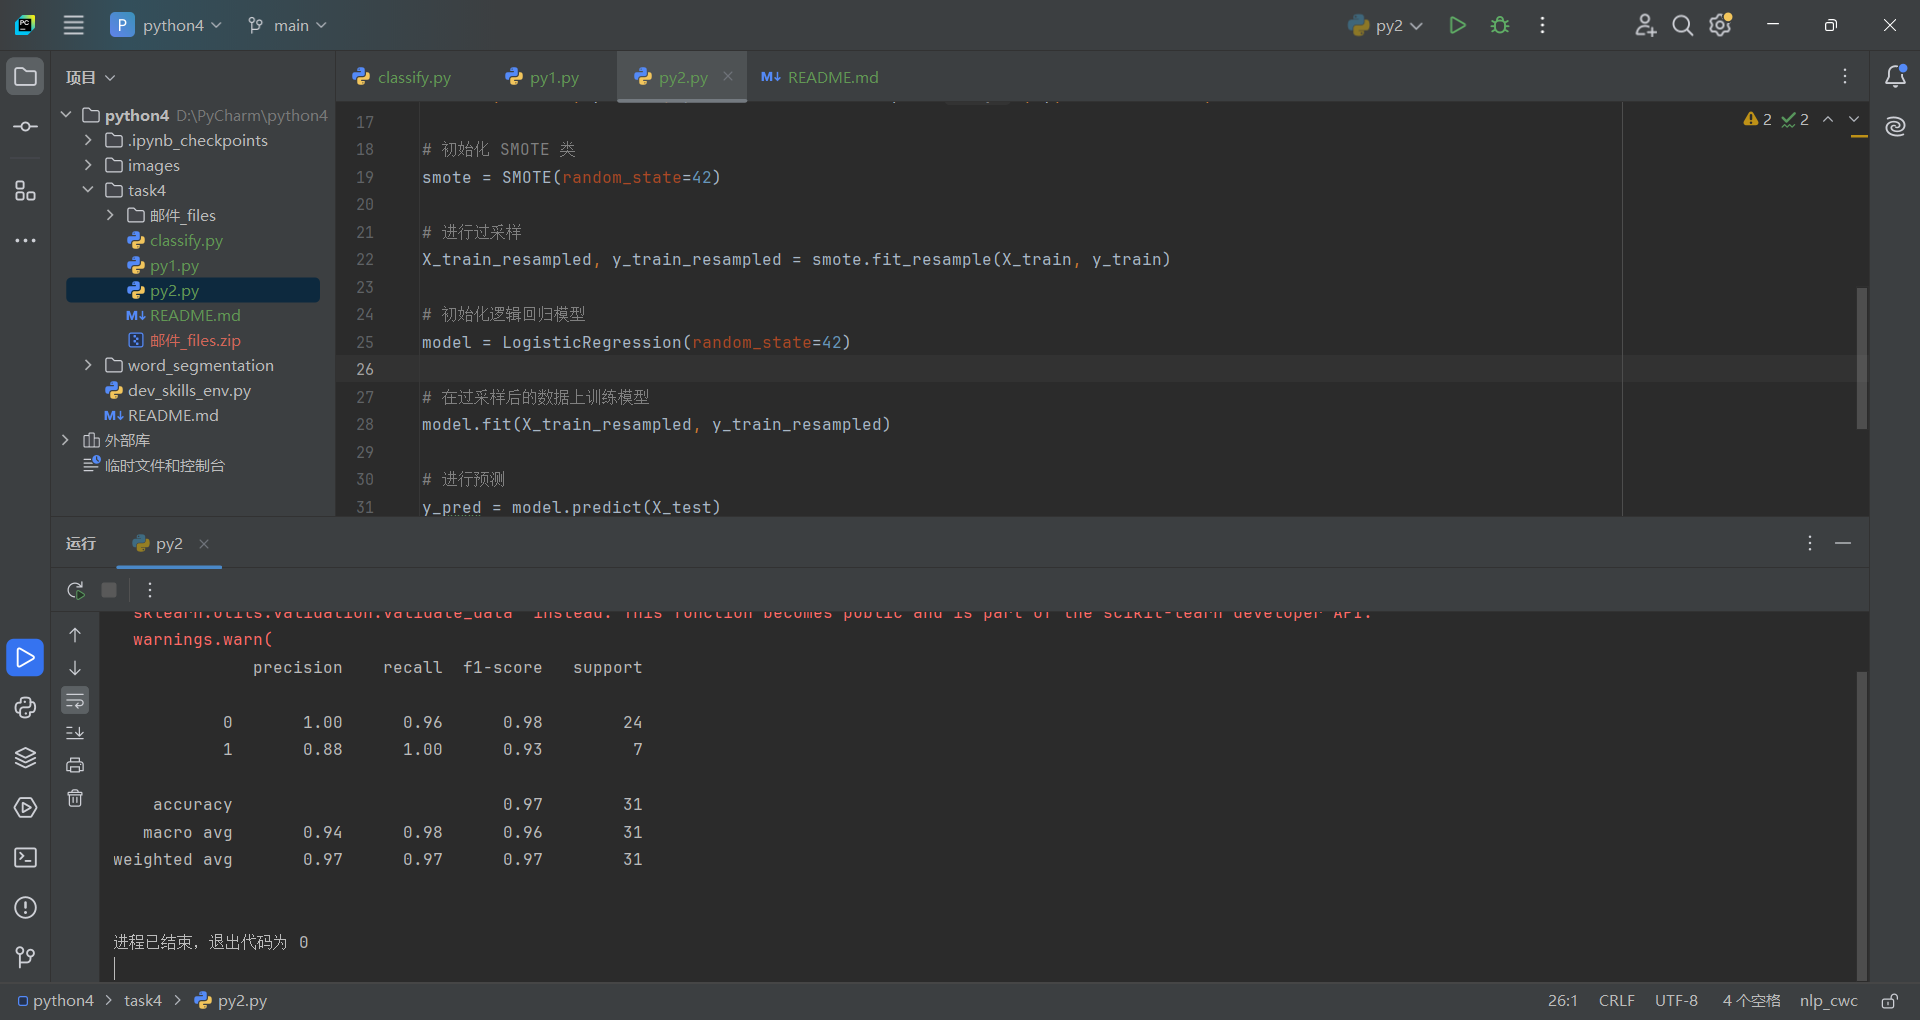 P python4 main py2
项目
classify.py py1.py py2.py README.md
python4 D:\PyCharm\python4
.ipynb_checkpoints
images
task4
邮件_files
classify.py
py1.py
py2.py
README.md
邮件_files.zip
word_segmentation
dev_skills_env.py
README.md
外部库
临时文件和控制台
2 2
17
18 # 初始化 SMOTE 类
19 smote = SMOTE(random_state=42)
20
21 # 进行过采样
22 X_train_resampled, y_train_resampled = smote.fit_resample(X_train, y_train)
23
24 # 初始化逻辑回归模型
25 model = LogisticRegression(random_state=42)
26
27 # 在过采样后的数据上训练模型
28 model.fit(X_train_resampled, y_train_resampled)
29
30 # 进行预测
31 y_pred = model.predict(X_test)
运行 py2
sklearn.utils.validation.validate_data` instead. This function becomes public and is part of the scikit-learn developer API.
warnings.warn(
precision recall f1-score support
0 1.00 0.96 0.98 24
1 0.88 1.00 0.93 7
accuracy 0.97 31
macro avg 0.94 0.98 0.96 31
weighted avg 0.97 0.97 0.97 31
进程已结束，退出代码为 0
python4 > task4 > py2.py 26:1 CRLF UTF-8 4 个空格 nlp_cwc